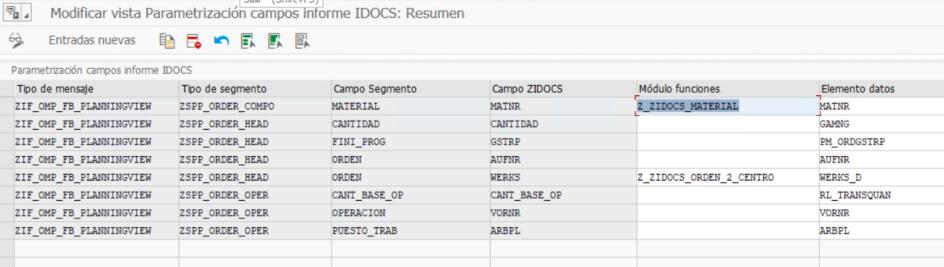 Modificar vista Parametrización campos informe IDOCS: Resumen
Entradas nuevas
Parametrización campos informe IDOCS
Tipo de mensaje Tipo de segmento Campo Segmento Campo ZIDOCS Módulo funciones Elemento datos
ZIF_OMP_FB_PLANNINGVIEW ZSPP_ORDER_COMPO MATERIAL MATNR Z_ZIDOCS_MATERIAL MATNR
ZIF_OMP_FB_PLANNINGVIEW ZSPP_ORDER_HEAD CANTIDAD CANTIDAD GAMNG
ZIF_OMP_FB_PLANNINGVIEW ZSPP_ORDER_HEAD FINI_PROG GSTRP PM_ORDGSTRP
ZIF_OMP_FB_PLANNINGVIEW ZSPP_ORDER_HEAD ORDEN AUFNR AUFNR
ZIF_OMP_FB_PLANNINGVIEW ZSPP_ORDER_HEAD ORDEN WERKS Z_ZIDOCS_ORDEN_2_CENTRO WERKS_D
ZIF_OMP_FB_PLANNINGVIEW ZSPP_ORDER_OPER CANT_BASE_OP CANT_BASE_OP RL_TRANSQUAN
ZIF_OMP_FB_PLANNINGVIEW ZSPP_ORDER_OPER OPERACION VORNR VORNR
ZIF_OMP_FB_PLANNINGVIEW ZSPP_ORDER_OPER PUESTO_TRAB ARBPL ARBPL